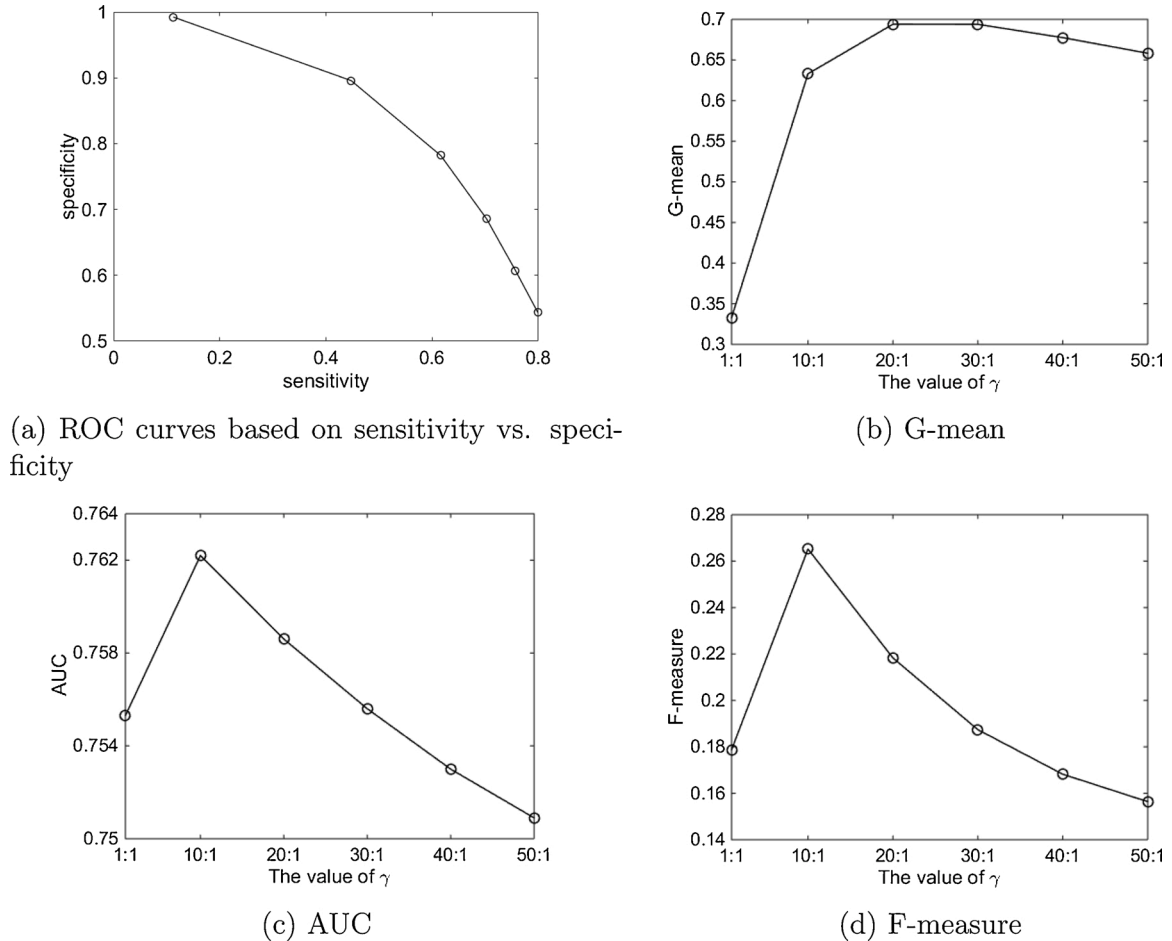 1
0.9
0.8
0.7
0.6
0.5
specificity
0 0.2 0.4 0.6 0.8
sensitivity
(a) ROC curves based on sensitivity vs. speci-
ficity
0.7
0.65
0.6
0.55
0.5
0.45
0.4
0.35
0.3
G-mean
1:1 10:1 20:1 30:1 40:1 50:1
The value of γ
(b) G-mean
0.764
0.762
0.758
0.754
0.75
AUC
1:1 10:1 20:1 30:1 40:1 50:1
The value of γ
(c) AUC
0.28
0.26
0.24
0.22
0.2
0.18
0.16
0.14
F-measure
1:1 10:1 20:1 30:1 40:1 50:1
The value of γ
(d) F-measure